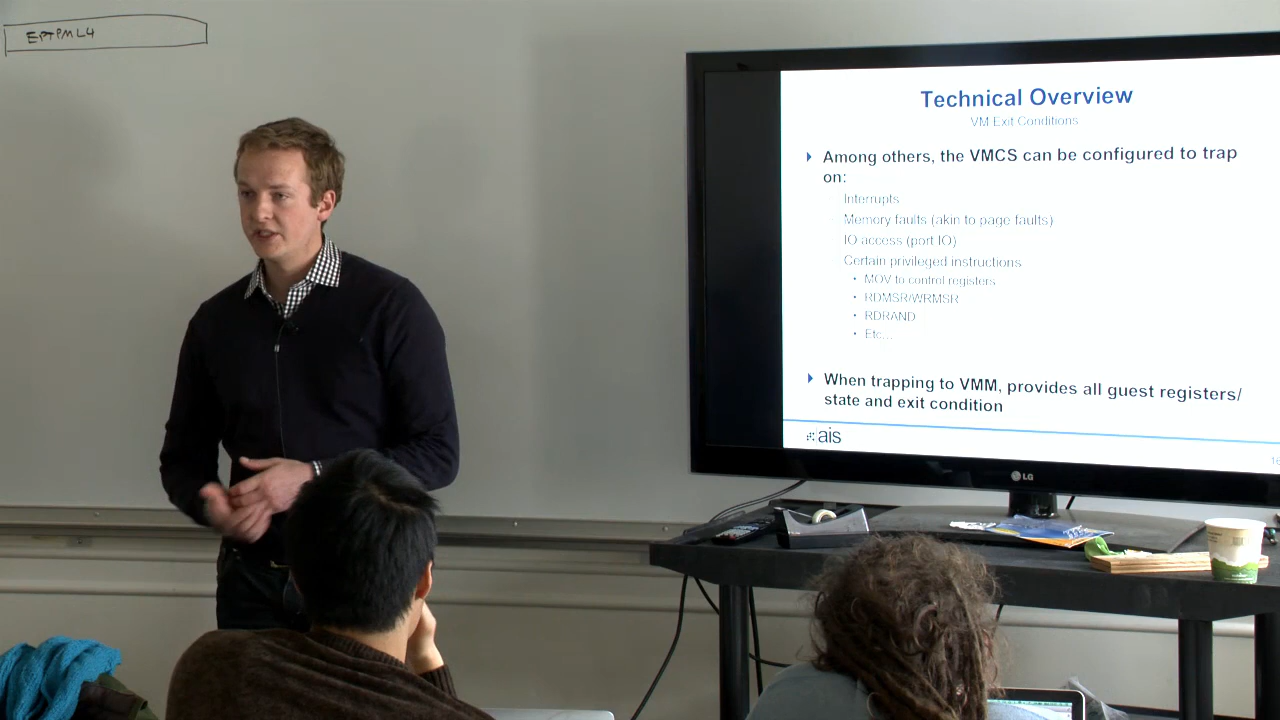 EPTPML4
Technical Overview
VM Exit Conditions
Among others, the VMCS can be configured to trap
on:
Interrupts
Memory faults (akin to page faults)
IO access (port IO)
Certain privileged instructions
MOV to control registers
RDMSR/WRMSR
RDRAND
Etc...
When trapping to VMM, provides all guest registers/
state and exit condition
ais
LG